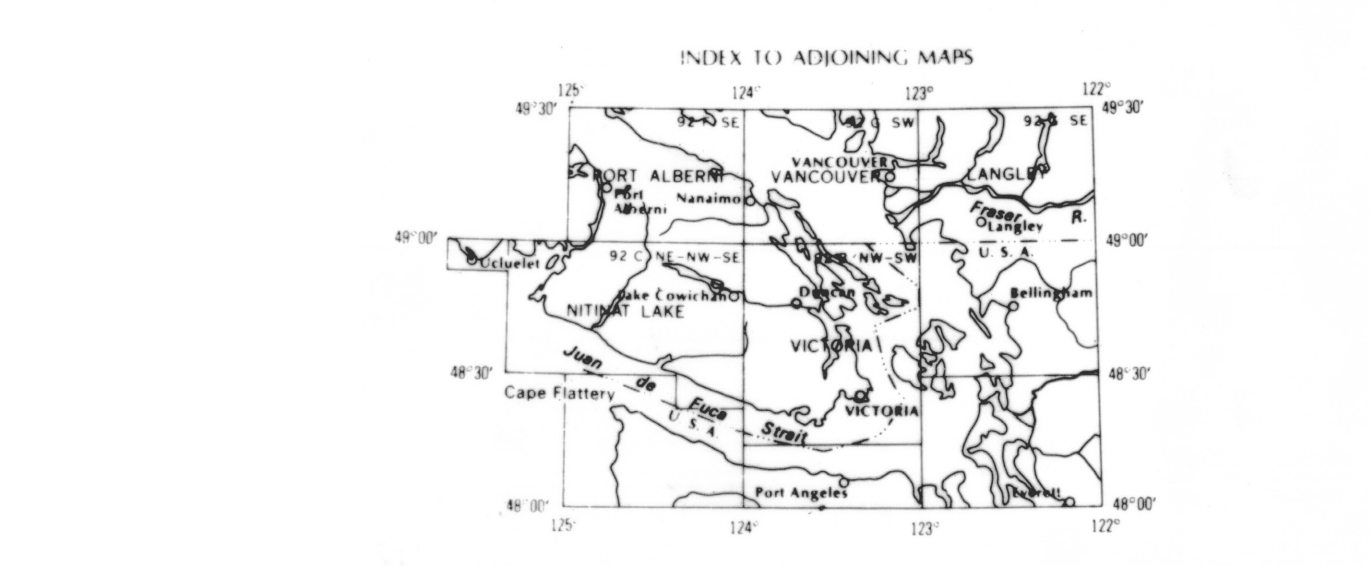 INDEX TO ADJOINING MAPS
125° 124° 123° 122°
49°30' 49°30'
92 F SE 92 G SW 92 G SE
VANCOUVER
PORT ALBERNI VANCOUVER LANGLEY
Port Nanaimo
Alberni
Fraser R.
Langley
49°00' 49°00'
U. S. A.
92 C NE-NW-SE NW-SW
Ucluelet
Lake Cowichan Duncan Bellingham
NITINAT LAKE
VICTORIA
Juan de Fuca Strait
48°30' 48°30'
Cape Flattery
VICTORIA
U. S. A.
Port Angeles Everett
48°00' 48°00'
125° 124° 123° 122°